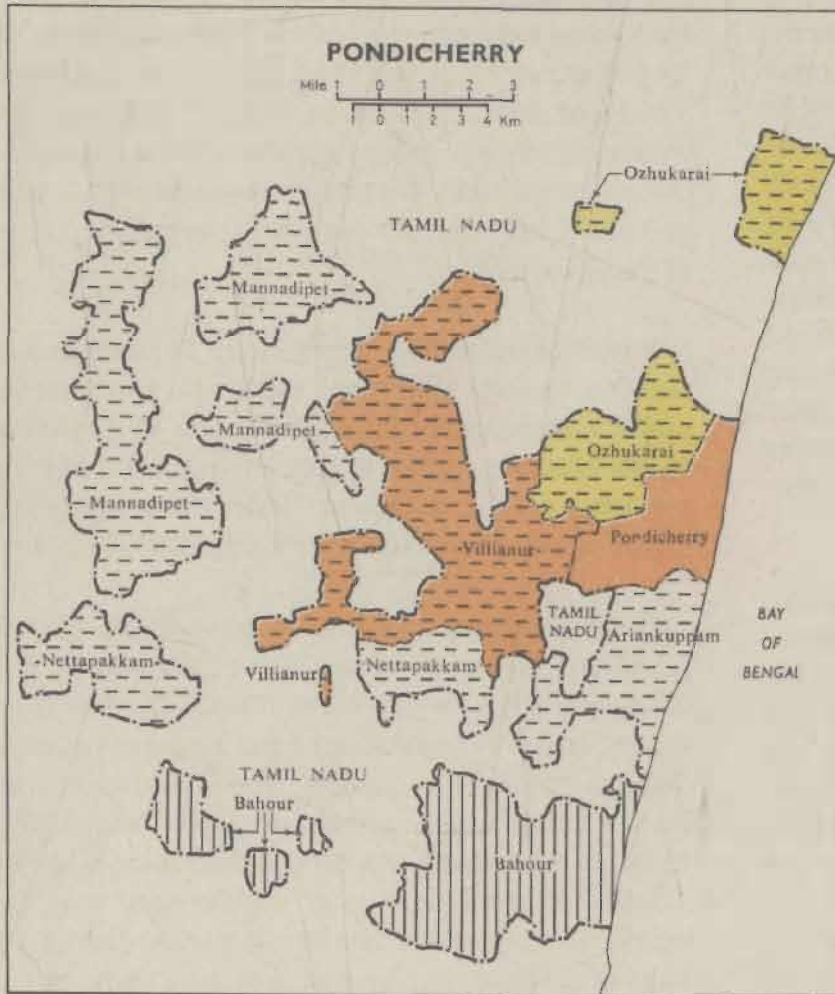 PONDICHERRY
Mile 1 0 1 2 3
1 0 1 2 3 4 Km
Ozhukarai
TAMIL NADU
Mannadipet
Mannadipet
Ozhukarai
Mannadipet
Villianur
Pondicherry
TAMIL
NADU
Ariankuppam
BAY
OF
BENGAL
Nettapakkam
Villianur
Nettapakkam
TAMIL NADU
Bahour
Bahour